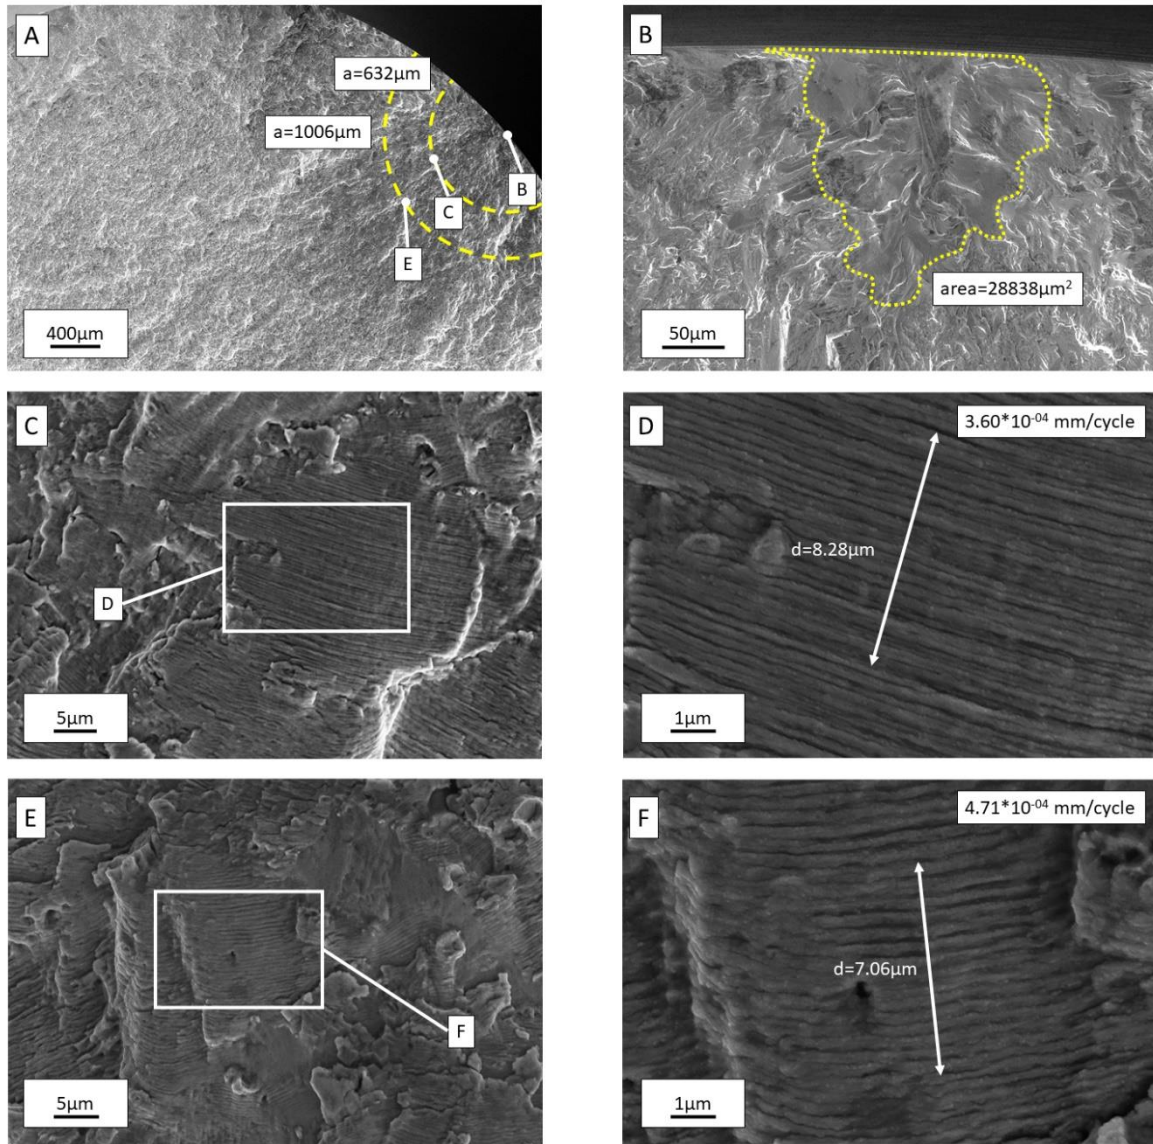 A
a=632µm
a=1006µm
B
C
E
400µm
B
area=28838µm²
50µm
C
D
5µm
D
3.60*10⁻⁰⁴ mm/cycle
d=8.28µm
1µm
E
F
5µm
F
4.71*10⁻⁰⁴ mm/cycle
d=7.06µm
1µm